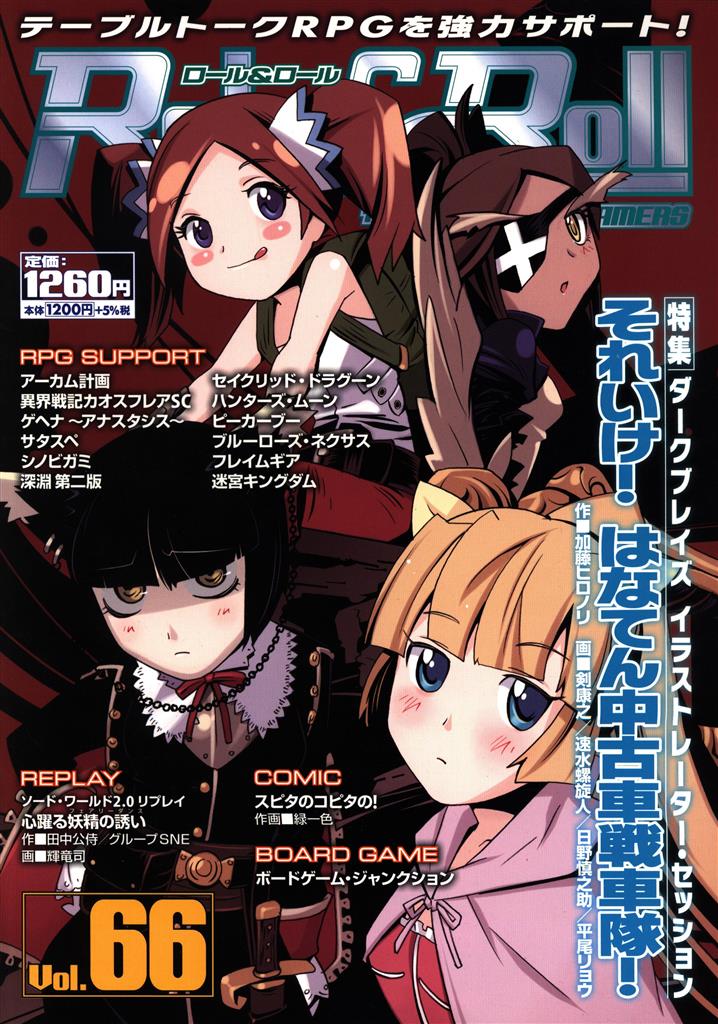 テーブルトークRPGを強力サポート!
ロール&ロール
Role&Roll
GAMERS
定価:
1260円
本体1200円+5%税
RPG SUPPORT
アーカム計画
異界戦記カオスフレアSC
ゲヘナ ～アナスタシス～
サタスペ
シノビガミ
深淵 第二版
セイクリッド・ドラグーン
ハンターズ・ムーン
ピーカーブー
ブルーローズ・ネクサス
フレイムギア
迷宮キングダム
特集 ダークブレイズ イラストレーター・セッション
それいけ! はなてん中古車戦車隊!
作■加藤ヒロノリ 画■剣康之/速水螺旋人/日野慎之助/平尾リョウ
REPLAY
ソード・ワールド2.0リプレイ
フェアリーダンス
心躍る妖精の誘い
作■田中公侍/グループSNE
画■輝竜司
COMIC
スピタのコピタの!
作画■緑一色
BOARD GAME
ボードゲーム・ジャンクション
Vol. 66